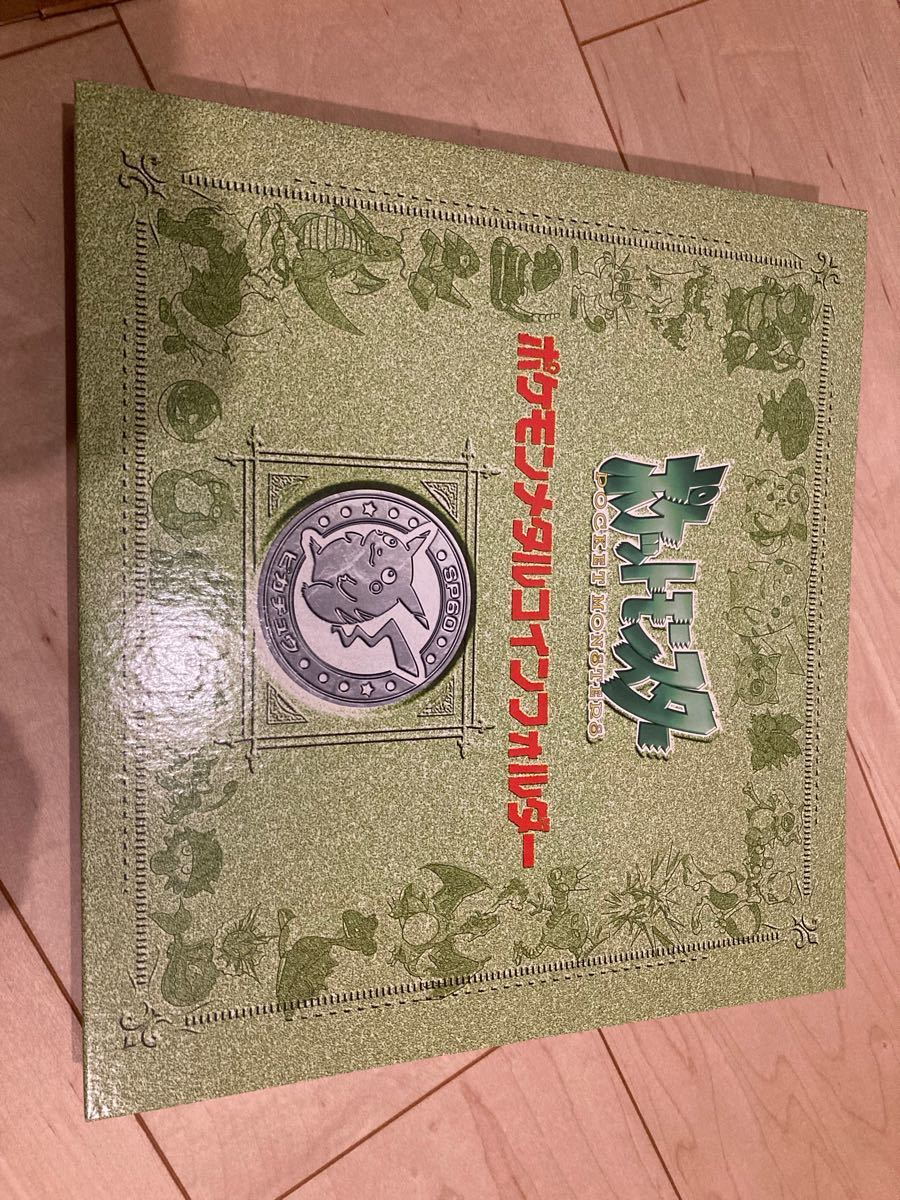 ポケットモンスター
POCKET MONSTERS
ポケモンメタルコインフォルダー
SP60
ピカチュウ